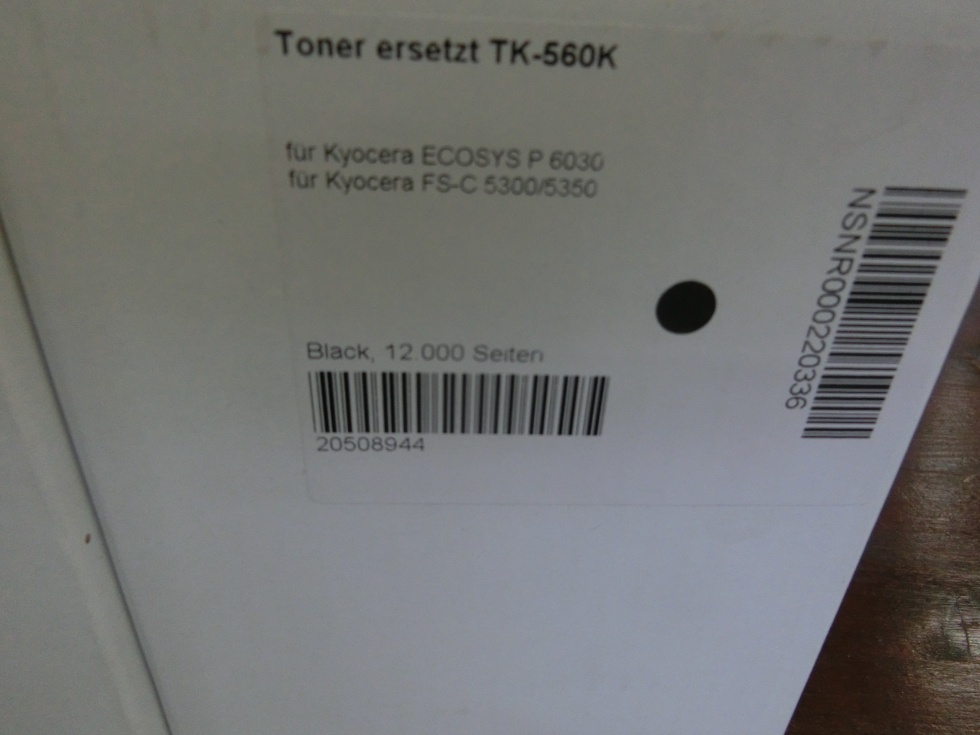 Toner ersetzt TK-560K
für Kyocera ECOSYS P 6030
für Kyocera FS-C 5300/5350
Black, 12.000 Seiten
20508944
NSNR000220336